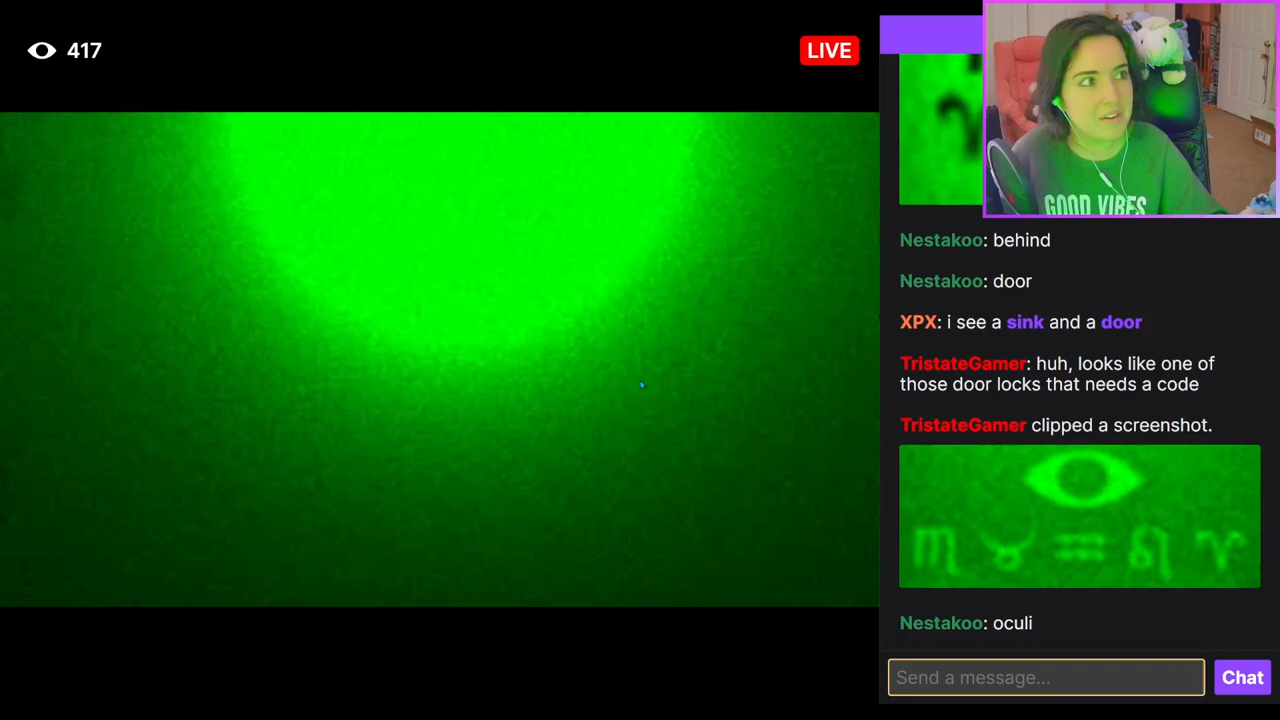 417
LIVE
GOOD VIBES
Nestakoo: behind
Nestakoo: door
XPX: i see a sink and a door
TristateGamer: huh, looks like one of
those door locks that needs a code
TristateGamer clipped a screenshot.
♏ ♉ ♒ ♌ ♈
Nestakoo: oculi
Send a message...
Chat